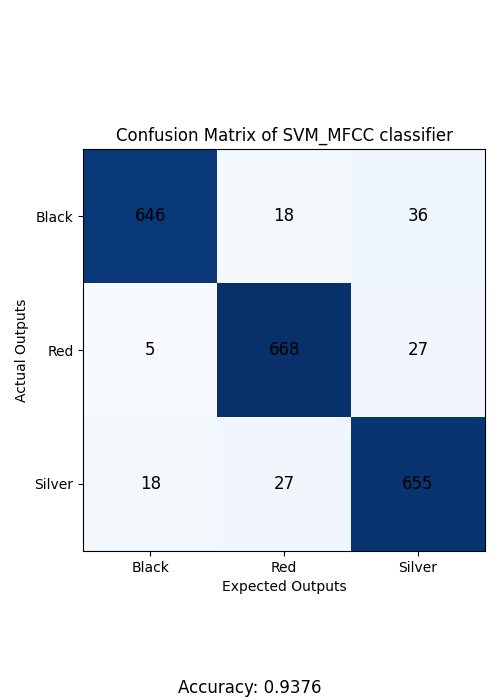 Confusion Matrix of SVM_MFCC classifier
Black 646 18 36
Red 5 668 27
Silver 18 27 655
Actual Outputs
Black Red Silver
Expected Outputs
Accuracy: 0.9376